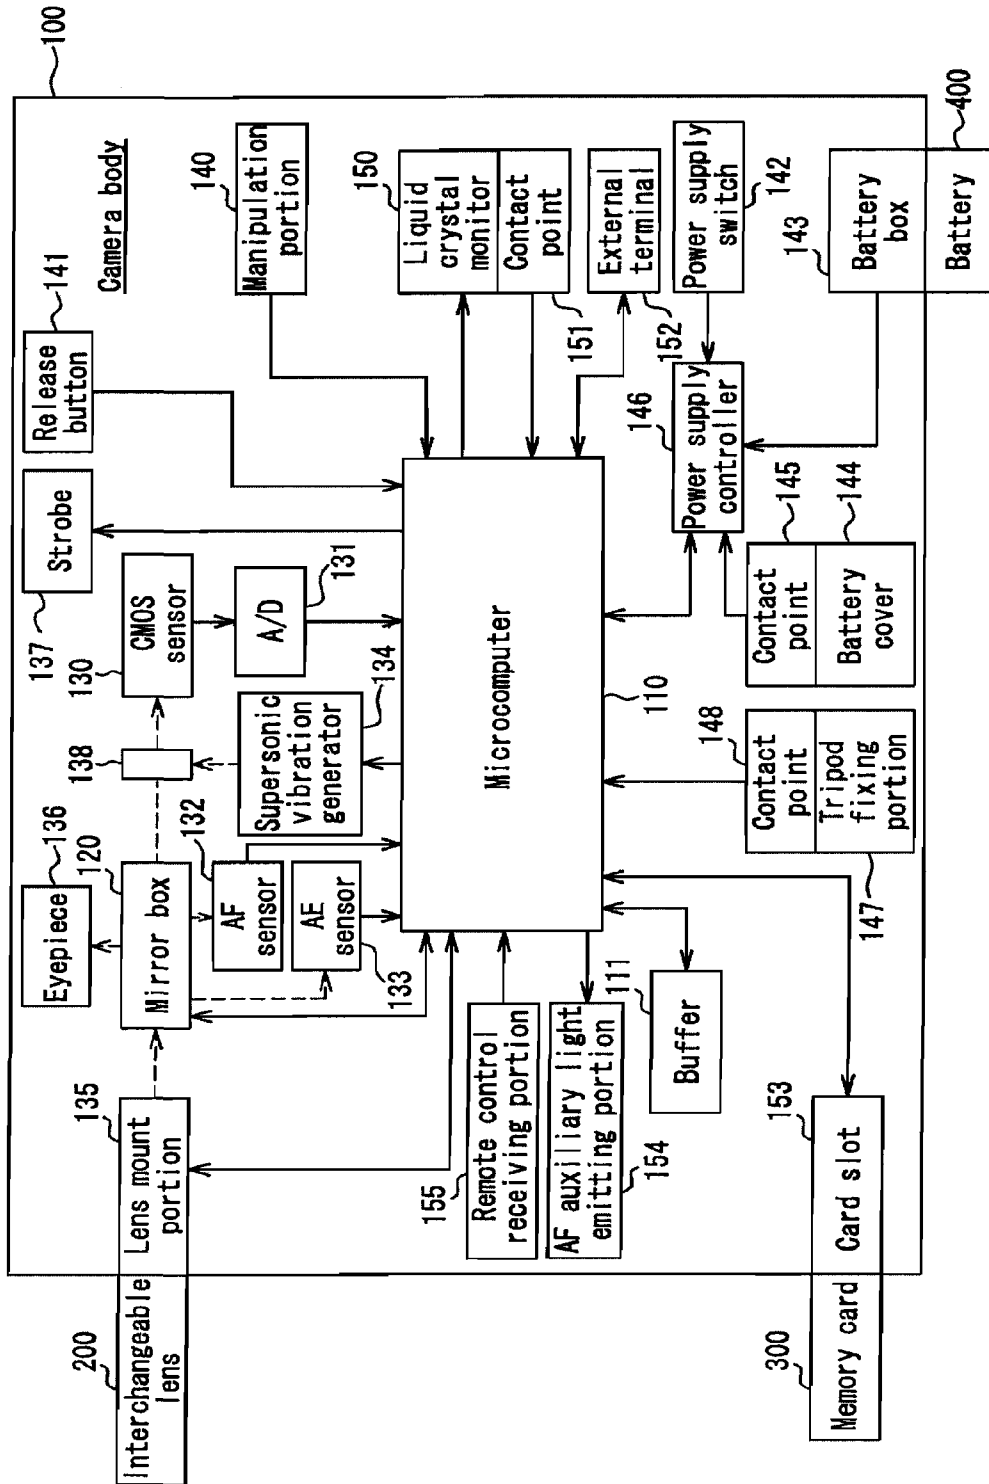 100
Camera body
200
Interchangeable
lens
135
Lens mount
portion
120
Mirror box
136
Eyepiece
138
130
CMOS
sensor
137
Strobe
141
Release
button
132
AF
sensor
133
AE
sensor
134
Supersonic
vibration
generator
131
A/D
140
Manipulation
portion
155
Remote control
receiving portion
AF auxiliary light
emitting portion
154
111
Buffer
Microcomputer
110
150
Liquid
crystal
monitor
Contact
point
151
External
terminal
152
Power supply
switch
142
146
Power supply
controller
300
Memory card
153
Card slot
148
Contact
point
Tripod
fixing
portion
147
145
Contact
point
144
Battery
cover
143
Battery
box
400
Battery